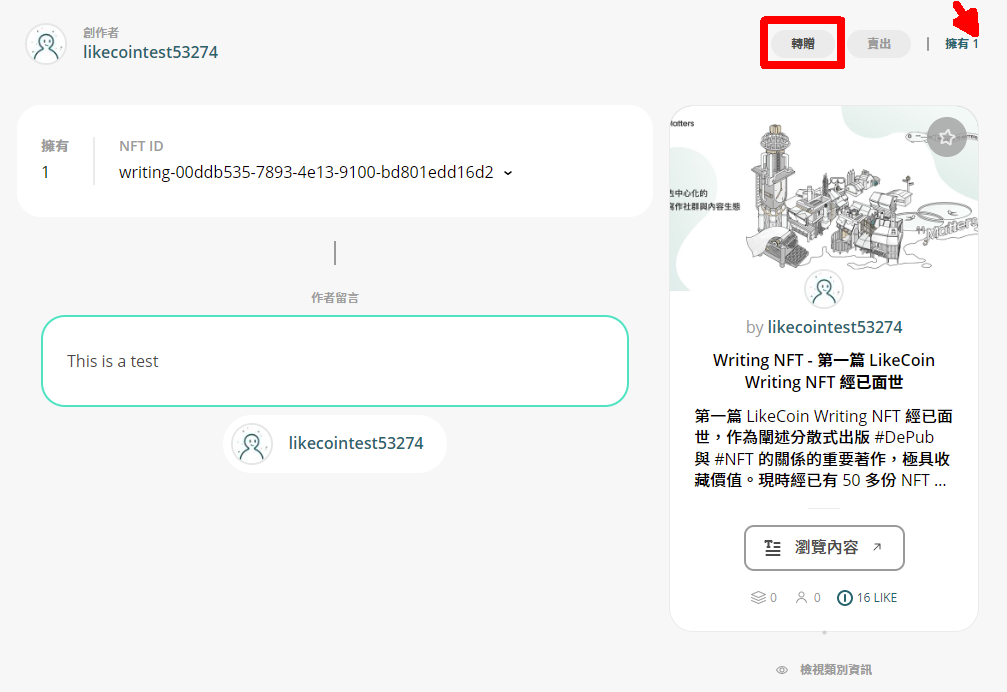 創作者
likecointest53274
轉贈
賣出
擁有 1
擁有
1
NFT ID
writing-00ddb535-7893-4e13-9100-bd801edd16d2
作者留言
This is a test
likecointest53274
Matters
去中心化的
寫作社群與內容生態
Matters
by likecointest53274
Writing NFT - 第一篇 LikeCoin
Writing NFT 經已面世
第一篇 LikeCoin Writing NFT 經已面
世，作為闡述分散式出版 #DePub
與 #NFT 的關係的重要著作，極具收
藏價值。現時經已有 50 多份 NFT ...
瀏覽內容
0
0
16 LIKE
檢視類別資訊